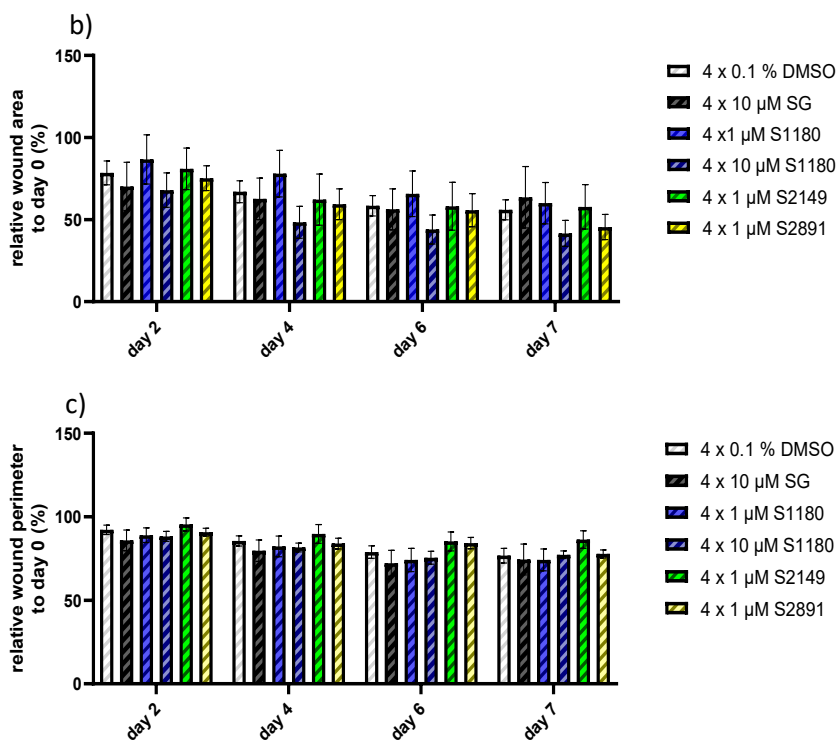 b)
relative wound area
to day 0 (%)
150
100
50
0
day 2
day 4
day 6
day 7
4 x 0.1 % DMSO
4 x 10 µM SG
4 x1 µM S1180
4 x 10 µM S1180
4 x 1 µM S2149
4 x 1 µM S2891
c)
relative wound perimeter
to day 0 (%)
150
100
50
0
day 2
day 4
day 6
day 7
4 x 0.1 % DMSO
4 x 10 µM SG
4 x 1 µM S1180
4 x 10 µM S1180
4 x 1 µM S2149
4 x 1 µM S2891